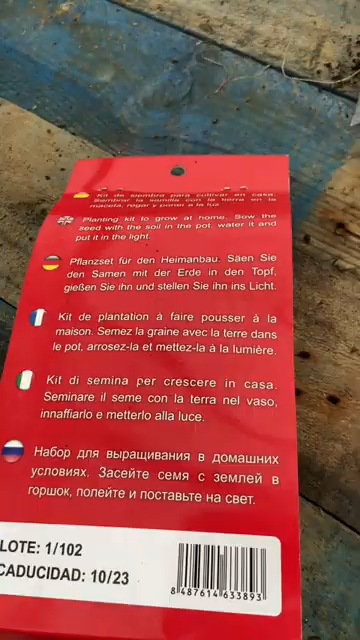 Kit de siembra para cultivar en casa.
Sembrar la semilla con la tierra en la
maceta, regar y poner a la luz
Planting kit to grow at home. Sow the
seed with the soil in the pot, water it and
put it in the light.
Pflanzset für den Heimanbau. Säen Sie
den Samen mit der Erde in den Topf,
gießen Sie ihn und stellen Sie ihn ins Licht.
Kit de plantation à faire pousser à la
maison. Semez la graine avec la terre dans
le pot, arrosez-la et mettez-la à la lumière.
Kit di semina per crescere in casa.
Seminare il seme con la terra nel vaso,
innaffiarlo e metterlo alla luce.
Набор для выращивания в домашних
условиях. Засейте семя с землей в
горшок, полейте и поставьте на свет.
LOTE: 1/102
CADUCIDAD: 10/23
8 487614 633893